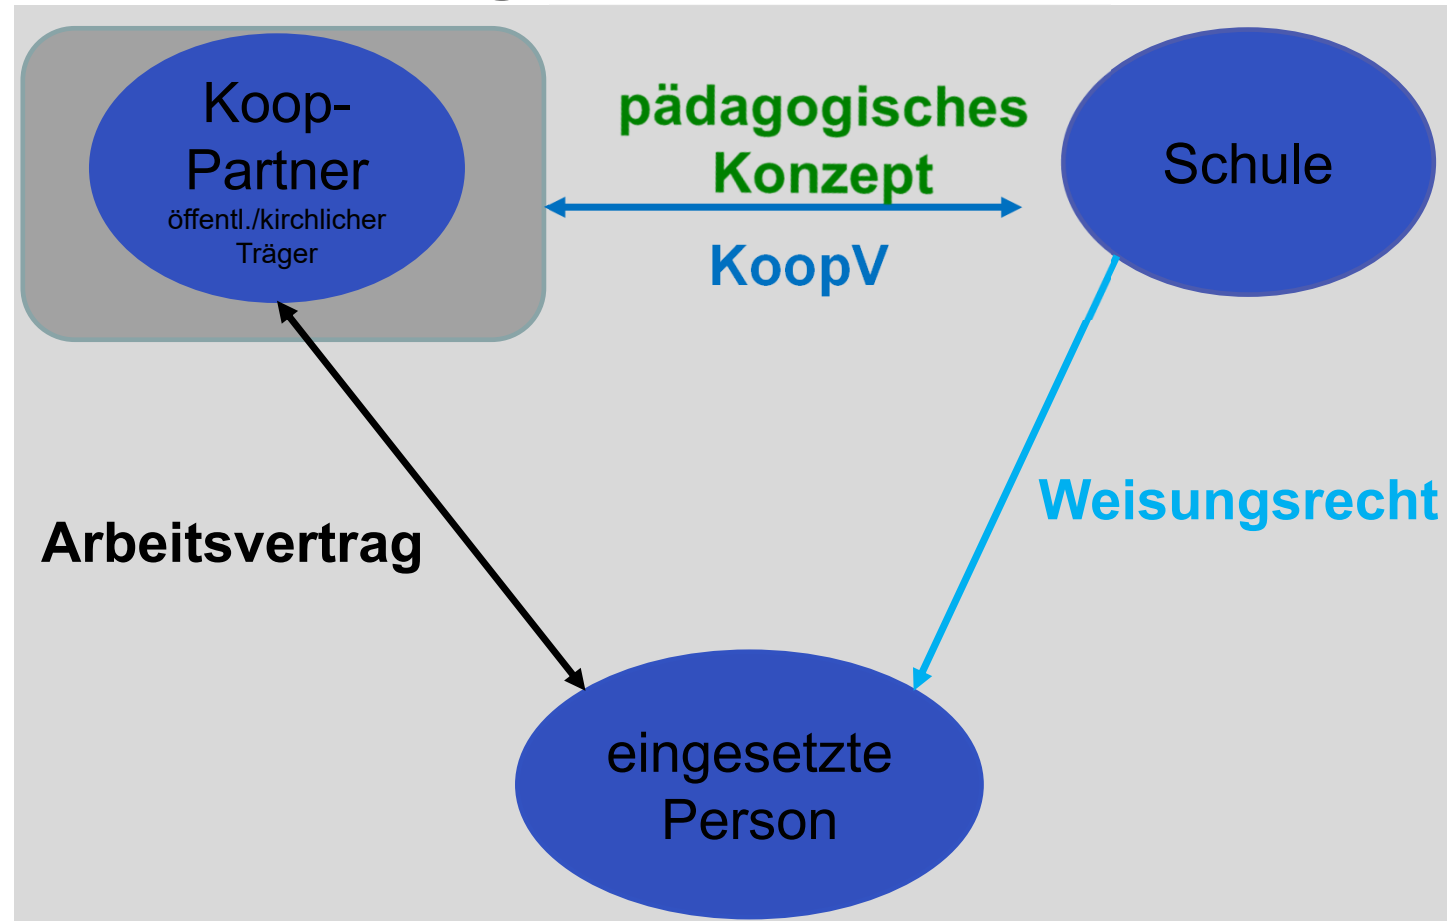 Koop-
Partner
öffentl./kirchlicher
Träger
pädagogisches
Konzept
KoopV
Schule
Arbeitsvertrag
Weisungsrecht
eingesetzte
Person